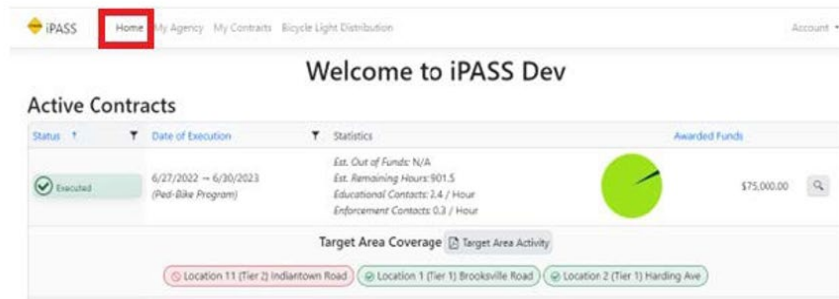 iPASS Home My Agency My Contracts Bicycle Light Distribution Account
Welcome to iPASS Dev
Active Contracts
Status ↑ Date of Execution Statistics Awarded Funds
Est. Out of Funds: N/A
Est. Remaining Hours: 901.5
Executed 6/27/2022 -- 6/30/2023 $75,000.00
(Ped-Bike Program) Educational Contacts: 2.4 / Hour
Enforcement Contacts: 0.3 / Hour
Target Area Coverage Target Area Activity
Location 11 (Tier 2) Indiantown Road Location 1 (Tier 1) Brooksville Road Location 2 (Tier 1) Harding Ave